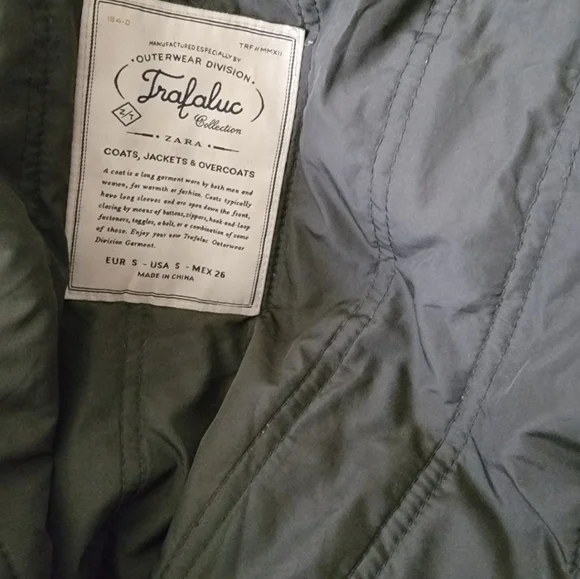 184-D
TRF//MMXII
MANUFACTURED ESPECIALLY BY
• OUTERWEAR DIVISION •
(Trafaluc)
Collection
• ZARA •
COATS, JACKETS & OVERCOATS
A coat is a long garment worn by both men and
women, for warmth or fashion. Coats typically
have long sleeves and are open down the front,
closing by means of buttons, zippers, hook-and-loop
fasteners, toggles, a belt, or a combination of some
of these. Enjoy your new Trafaluc Outerwear
Division Garment.
EUR S - USA S - MEX 26
MADE IN CHINA